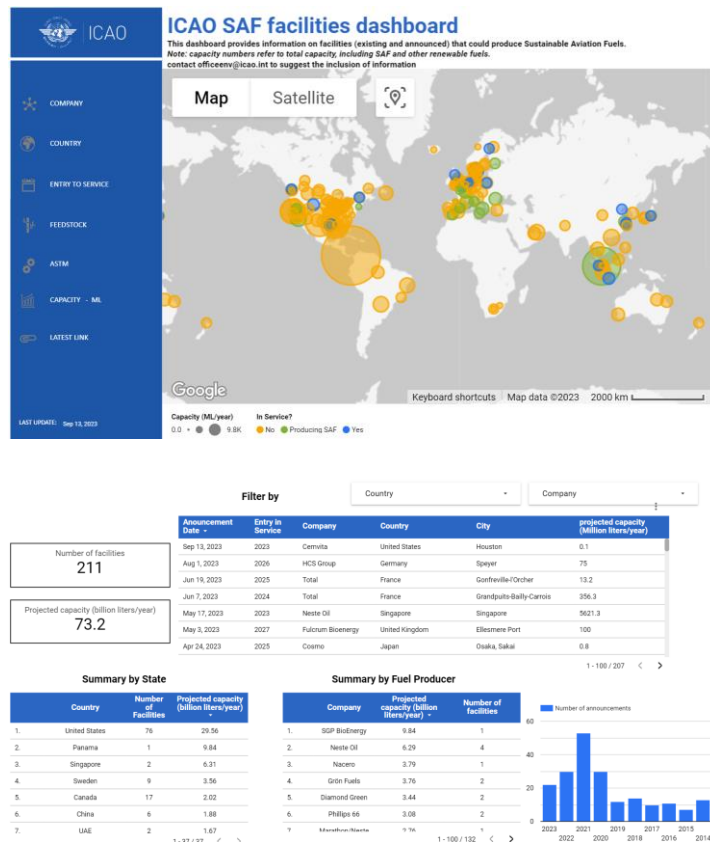 ICAO
ICAO SAF facilities dashboard
This dashboard provides information on facilities (existing and announced) that could produce Sustainable Aviation Fuels.
Note: capacity numbers refer to total capacity, including SAF and other renewable fuels.
contact officeenv@icao.int to suggest the inclusion of information
Map Satellite
COMPANY
COUNTRY
ENTRY TO SERVICE
FEEDSTOCK
ASTM
CAPACITY - ML
LATEST LINK
LAST UPDATE: Sep 13, 2023
Google
Keyboard shortcuts Map data ©2023 2000 km
Capacity (ML/year) In Service?
0.0 9.8K No Producing SAF Yes
Filter by Country Company
Anouncement Date Entry in Service Company Country City projected capacity (Million liters/year)
Sep 13, 2023 2023 Cemvita United States Houston 0.1
Aug 1, 2023 2026 HCS Group Germany Speyer 75
Jun 19, 2023 2025 Total France Gonfreville-l'Orcher 13.2
Jun 7, 2023 2024 Total France Grandpuits-Bailly-Carrois 356.3
May 17, 2023 2023 Neste Oil Singapore Singapore 5621.3
May 3, 2023 2027 Fulcrum Bioenergy United Kingdom Ellesmere Port 100
Apr 24, 2023 2025 Cosmo Japan Osaka, Sakai 0.8
1 - 100 / 207 < >
Number of facilities
211
Projected capacity (billion liters/year)
73.2
Summary by State
Country Number of Facilities Projected capacity (billion liters/year)
1. United States 76 29.56
2. Panama 1 9.84
3. Singapore 2 6.31
4. Sweden 9 3.56
5. Canada 17 2.02
6. China 6 1.88
7. UAE 2 1.67
1 - 37 / 37 < >
Summary by Fuel Producer
Company Projected capacity (billion liters/year) Number of facilities
1. SGP BioEnergy 9.84 1
2. Neste Oil 6.29 4
3. Nacero 3.79 1
4. Grön Fuels 3.76 2
5. Diamond Green 3.44 2
6. Phillips 66 3.08 2
7. Marathon/Neste 2.76 1
1 - 100 / 132 < >
Number of announcements
60
40
20
0
2023 2021 2019 2017 2015
2022 2020 2018 2016 2014